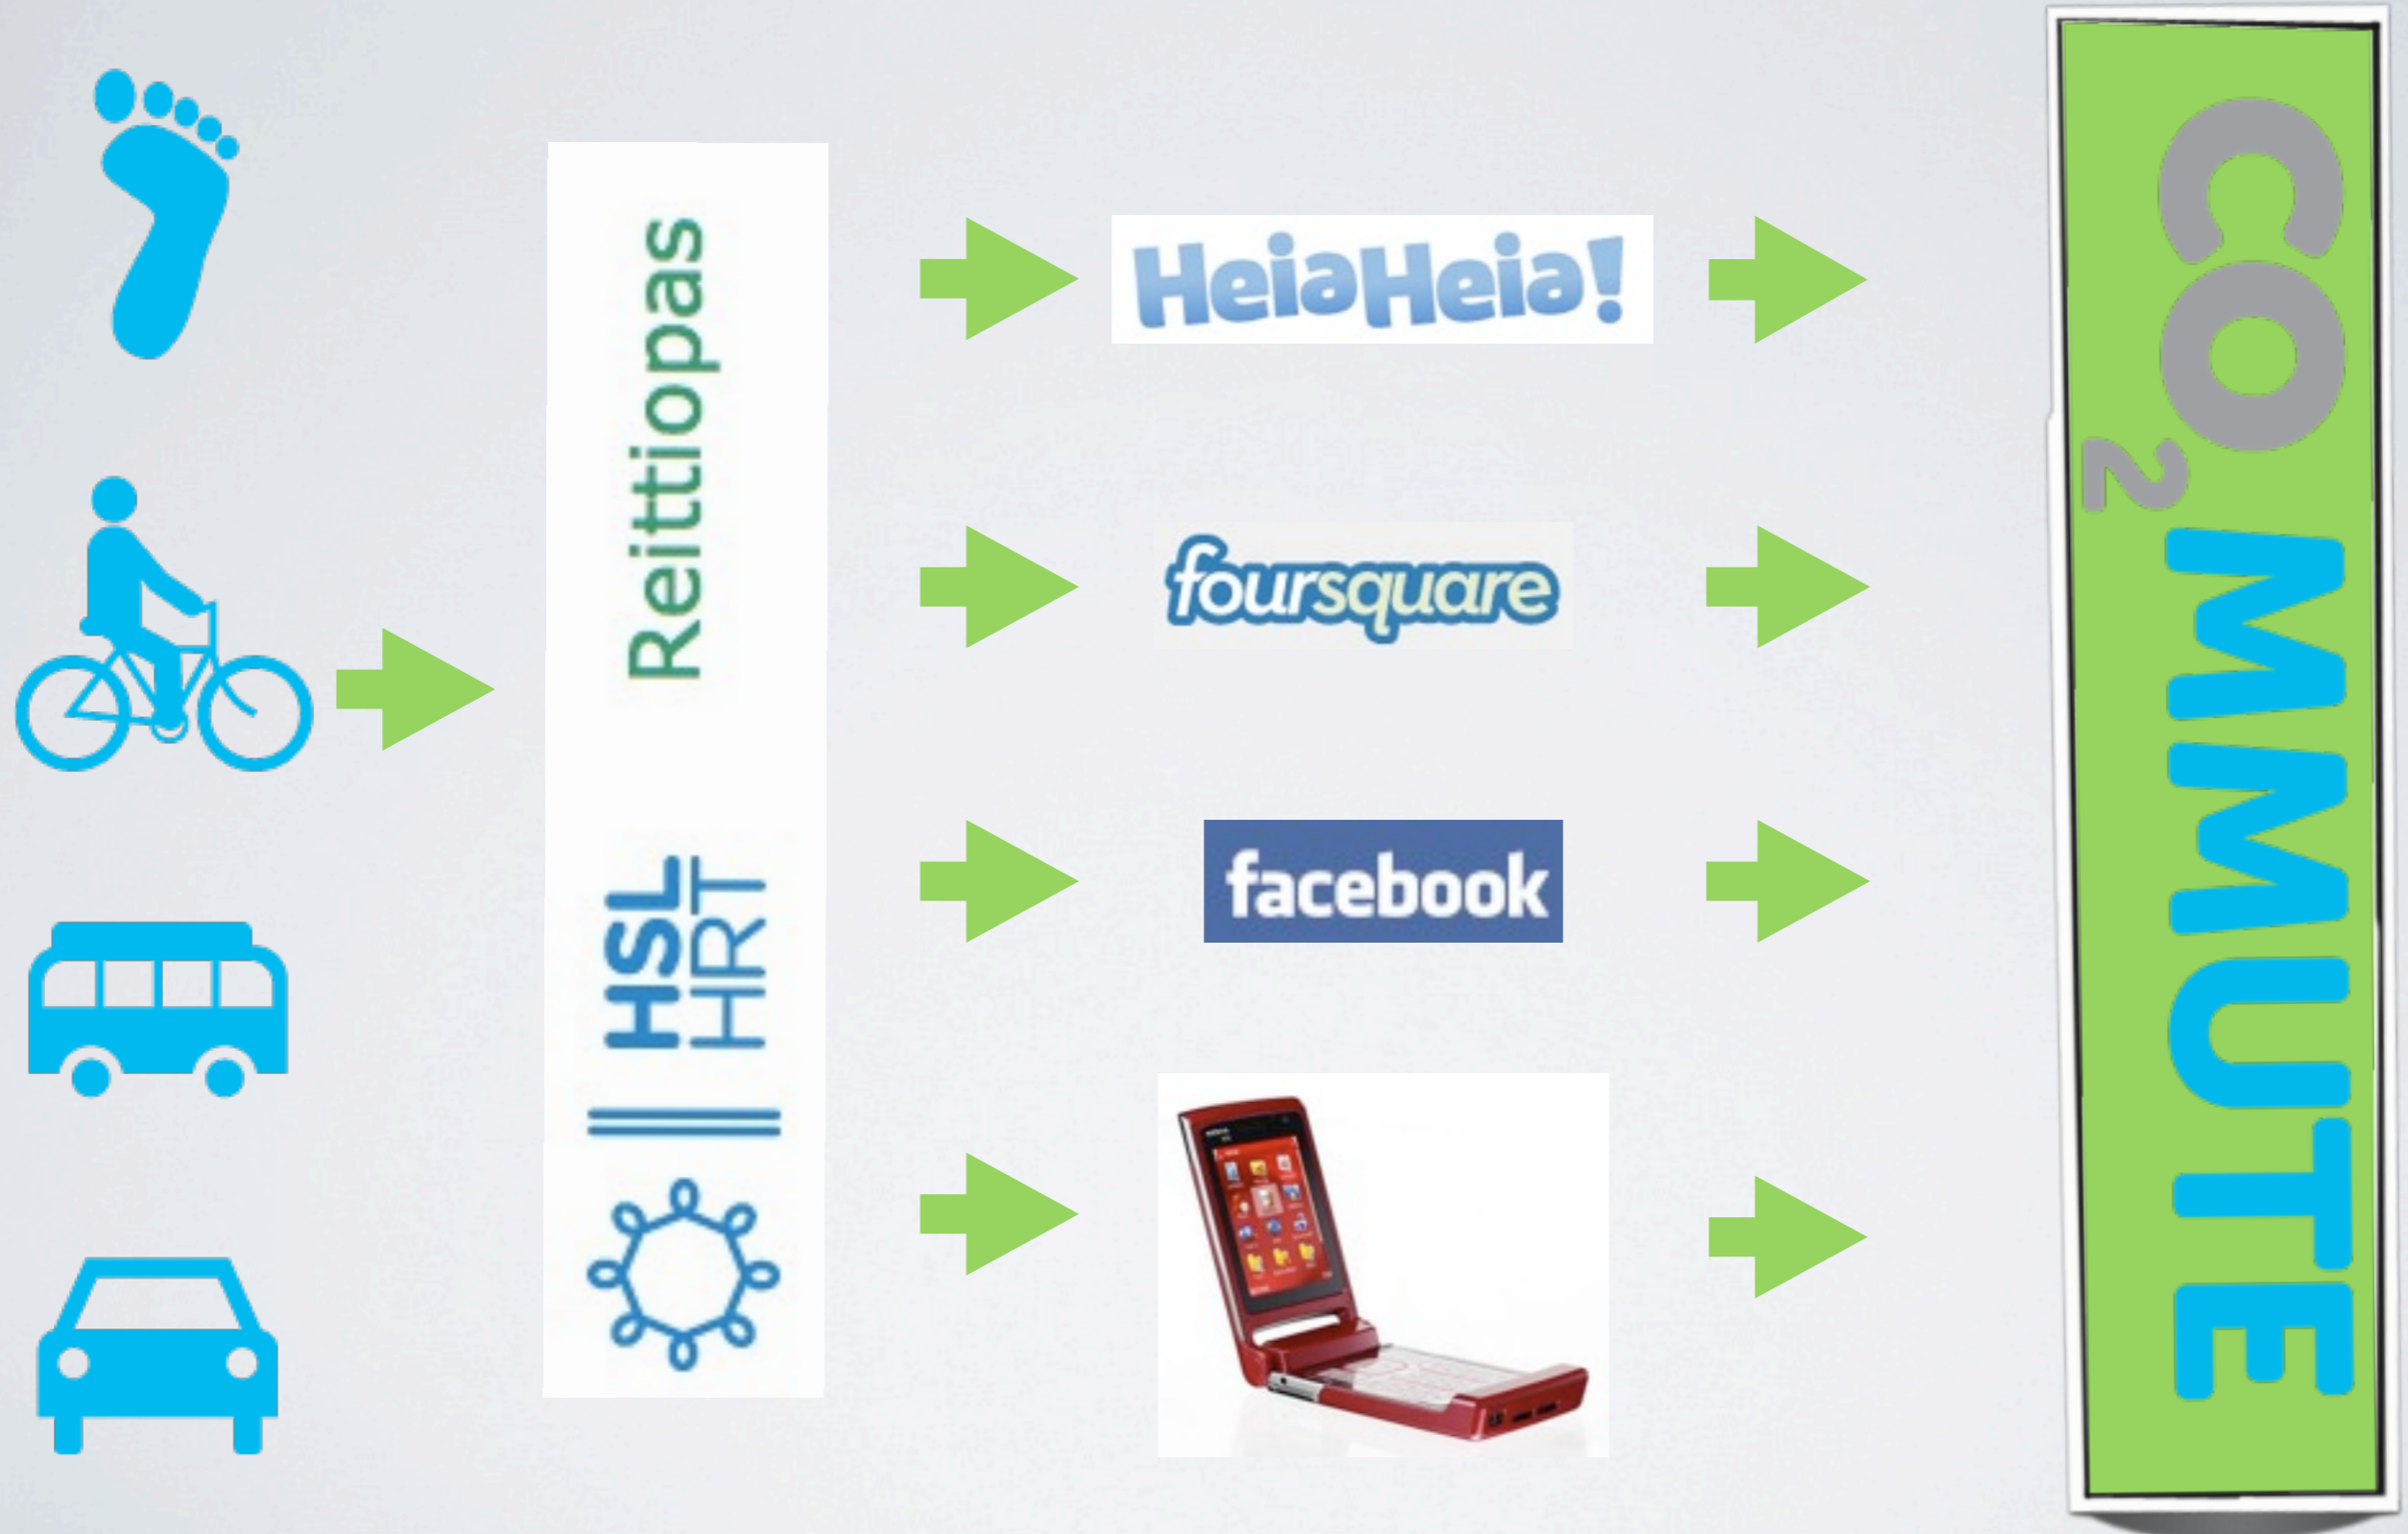 Reittiopas
HSL
HRT
HeiaHeia!
foursquare
facebook
CO2MMUTE